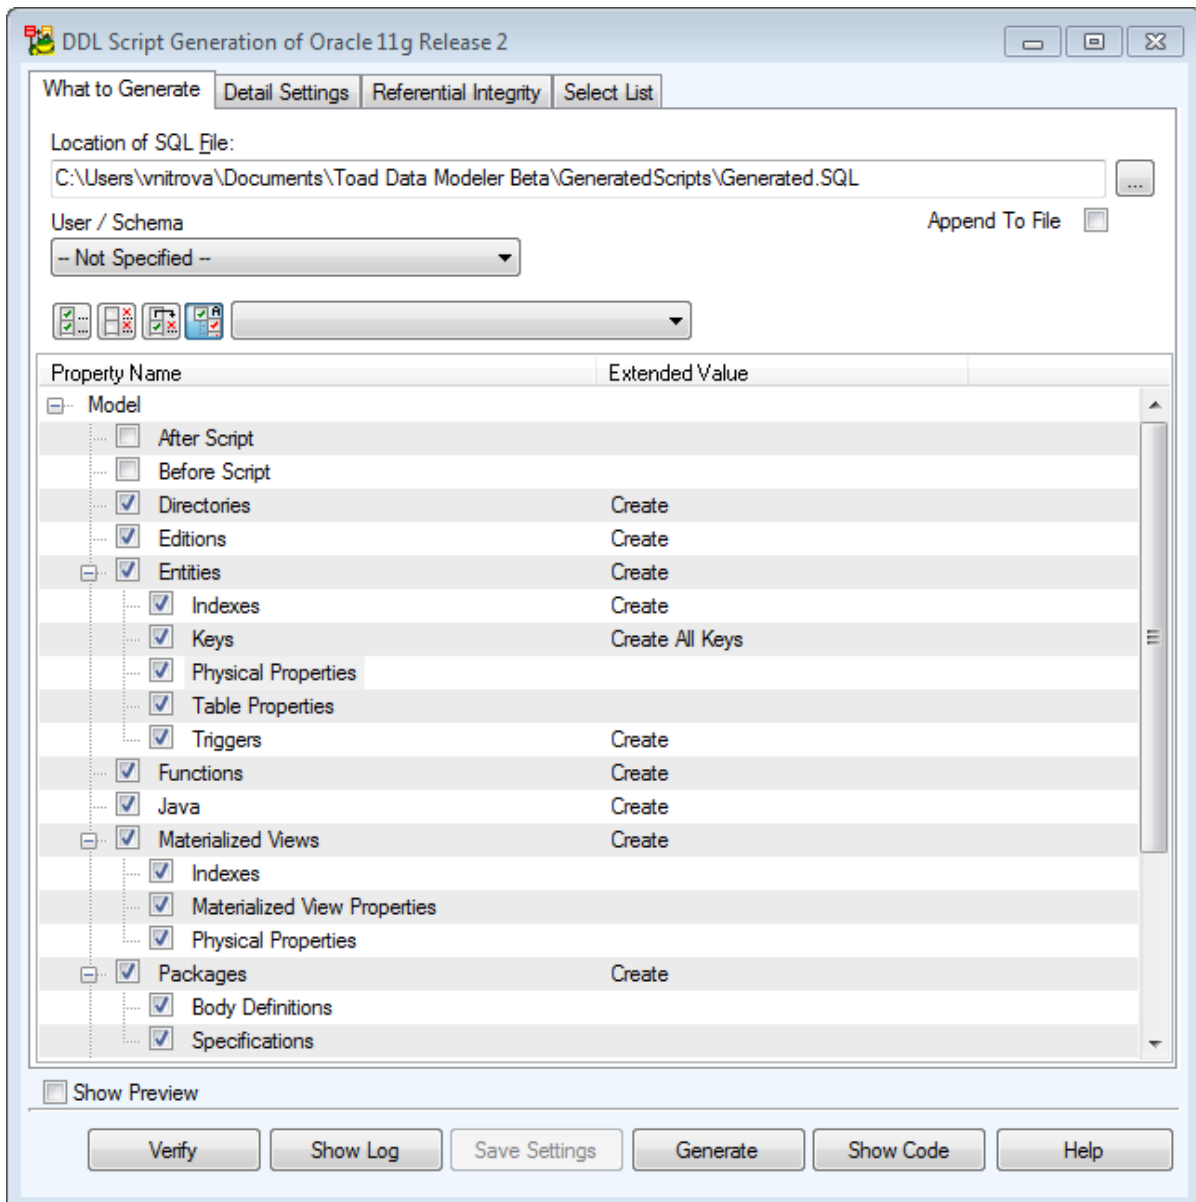 DDL Script Generation of Oracle 11g Release 2
What to Generate Detail Settings Referential Integrity Select List
Location of SQL File:
C:\Users\vnitrova\Documents\Toad Data Modeler Beta\GeneratedScripts\Generated.SQL ...
User / Schema Append To File
-- Not Specified --
Property Name Extended Value
Model
After Script
Before Script
Directories Create
Editions Create
Entities Create
Indexes Create
Keys Create All Keys
Physical Properties
Table Properties
Triggers Create
Functions Create
Java Create
Materialized Views Create
Indexes
Materialized View Properties
Physical Properties
Packages Create
Body Definitions
Specifications
Show Preview
Verify Show Log Save Settings Generate Show Code Help